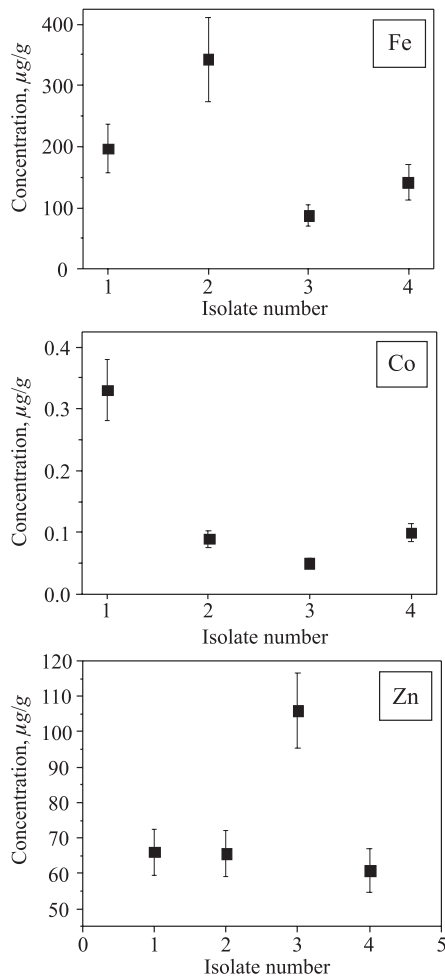 Fe
Concentration, µg/g
400
300
200
100
0
1 2 3 4
Isolate number
Co
Concentration, µg/g
0.4
0.3
0.2
0.1
0.0
1 2 3 4
Isolate number
Zn
Concentration, µg/g
120
110
100
90
80
70
60
50
0 1 2 3 4 5
Isolate number